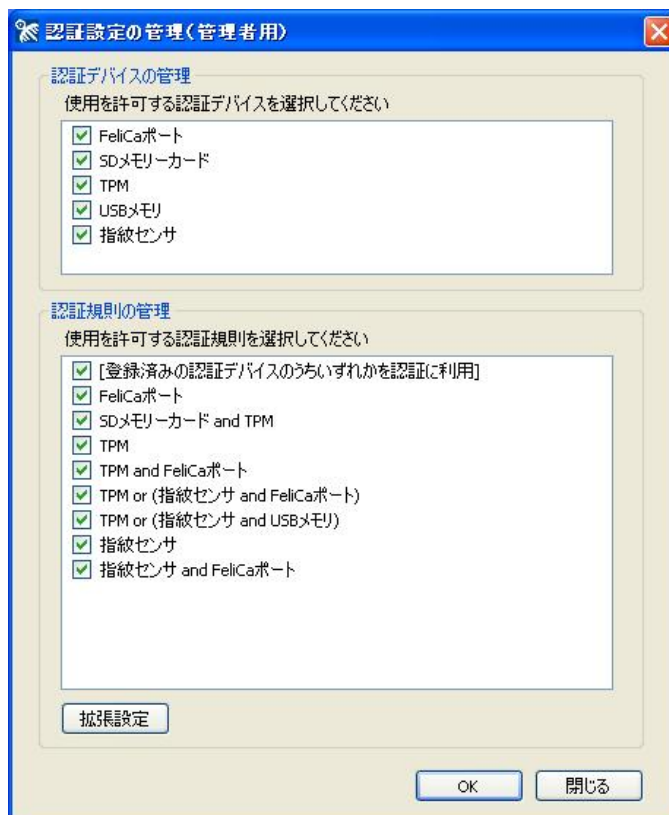 認証設定の管理(管理者用)
認証デバイスの管理
使用を許可する認証デバイスを選択してください
FeliCaポート
SDメモリーカード
TPM
USBメモリ
指紋センサ
認証規則の管理
使用を許可する認証規則を選択してください
[登録済みの認証デバイスのうちいずれかを認証に利用]
FeliCaポート
SDメモリーカード and TPM
TPM
TPM and FeliCaポート
TPM or (指紋センサ and FeliCaポート)
TPM or (指紋センサ and USBメモリ)
指紋センサ
指紋センサ and FeliCaポート
拡張設定
OK 閉じる